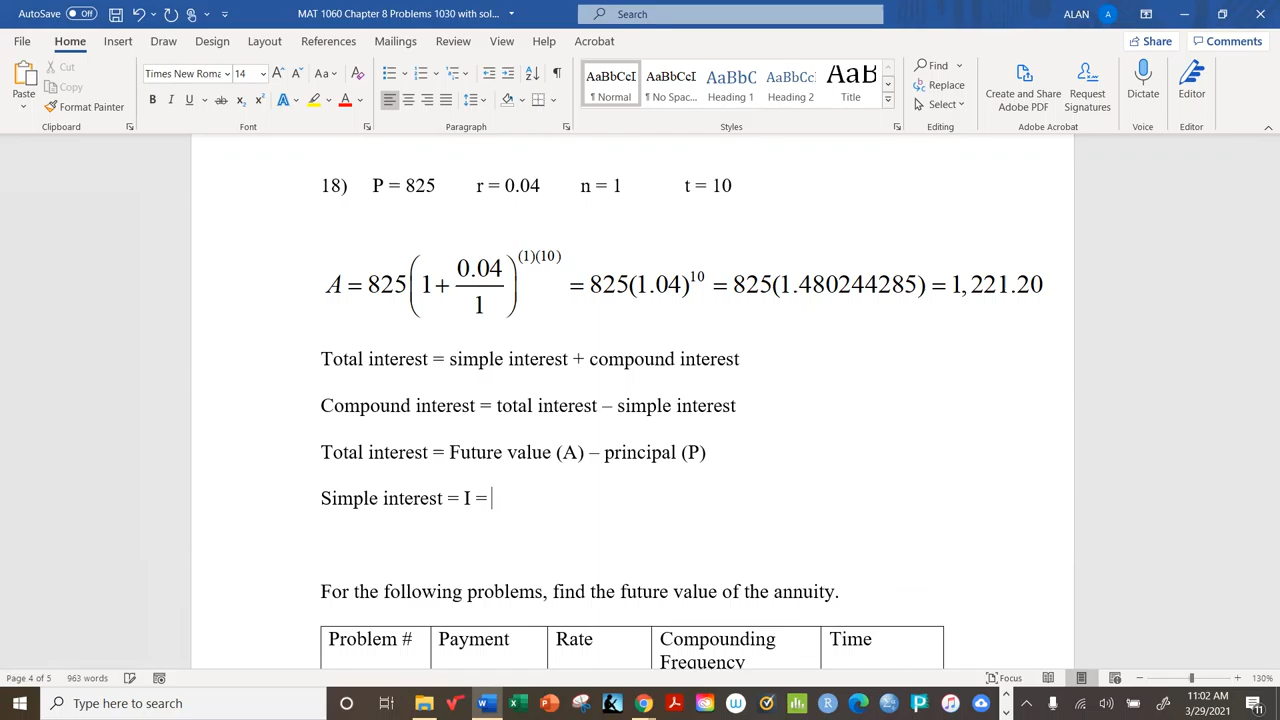 AutoSave Off MAT 1060 Chapter 8 Problems 1030 with sol... Search ALAN A
File Home Insert Draw Design Layout References Mailings Review View Help Acrobat Share Comments
Paste Cut Copy Format Painter
Times New Roma 14
AaBbCcI AaBbCcI AaBbC AaBbCc AaB
¶ Normal ¶ No Spac... Heading 1 Heading 2 Title
Find Replace Select
Create and Share Adobe PDF Request Signatures Dictate Editor
Clipboard Font Paragraph Styles Editing Adobe Acrobat Voice Editor
18) P = 825 r = 0.04 n = 1 t = 10
A = 825(1 + 0.04/1)^(1)(10) = 825(1.04)^10 = 825(1.480244285) = 1,221.20
Total interest = simple interest + compound interest
Compound interest = total interest – simple interest
Total interest = Future value (A) – principal (P)
Simple interest = I =
For the following problems, find the future value of the annuity.
Problem # Payment Rate Compounding Time
Frequency
Page 4 of 5 963 words Focus 130%
Type here to search
11:02 AM
3/29/2021